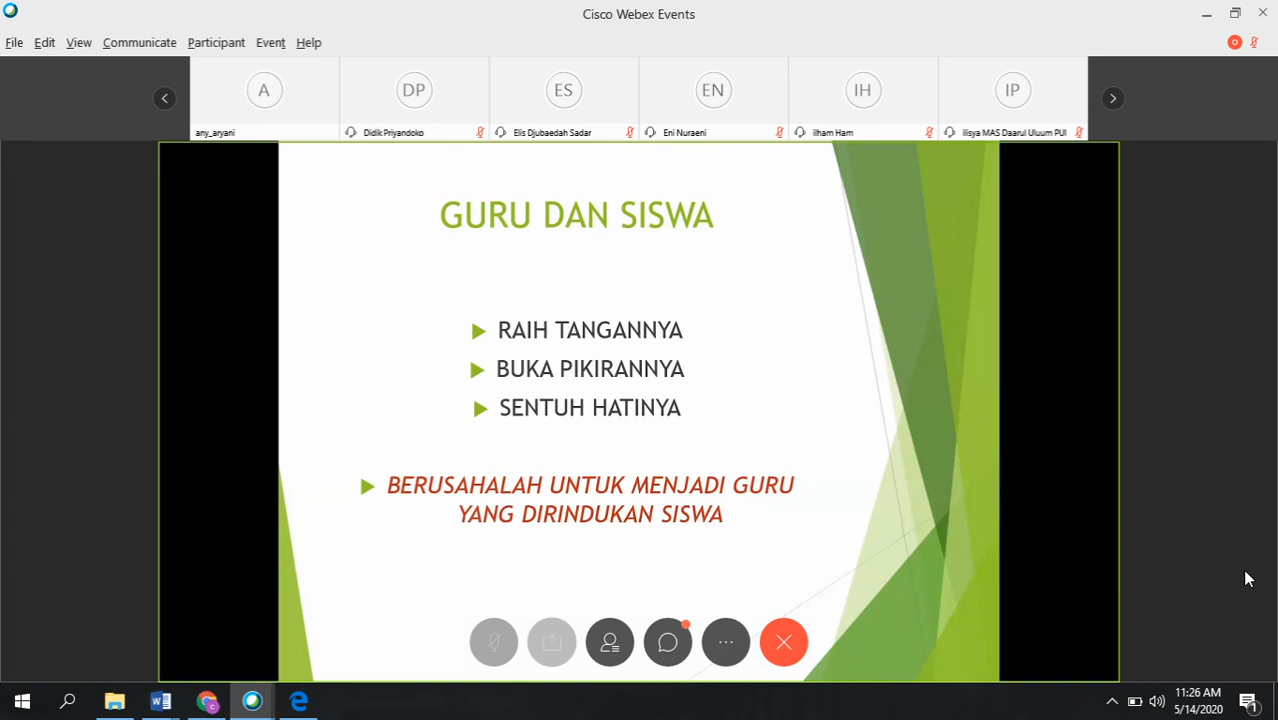 Cisco Webex Events
File Edit View Communicate Participant Event Help
A DP ES EN IH IP
any_aryani Didik Priyandoko Elis Djubaedah Sadar Eni Nuraeni ilham Ham ilisya MAS Daarul Uluum PUI
GURU DAN SISWA
RAIH TANGANNYA
BUKA PIKIRANNYA
SENTUH HATINYA
BERUSAHALAH UNTUK MENJADI GURU
YANG DIRINDUKAN SISWA
11:26 AM
5/14/2020
1